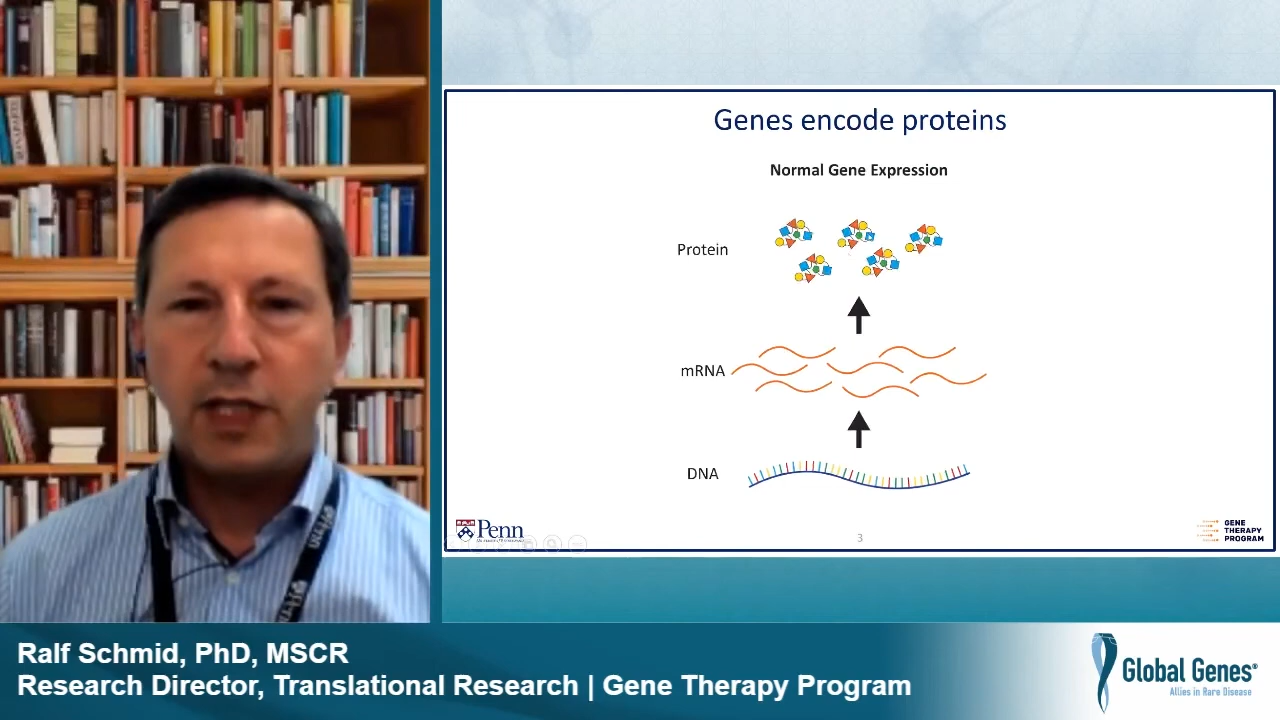 Genes encode proteins
Normal Gene Expression
Protein
mRNA
DNA
Penn
3
GENE
THERAPY
PROGRAM
Ralf Schmid, PhD, MSCR
Research Director, Translational Research | Gene Therapy Program
Global Genes®
Allies in Rare Disease